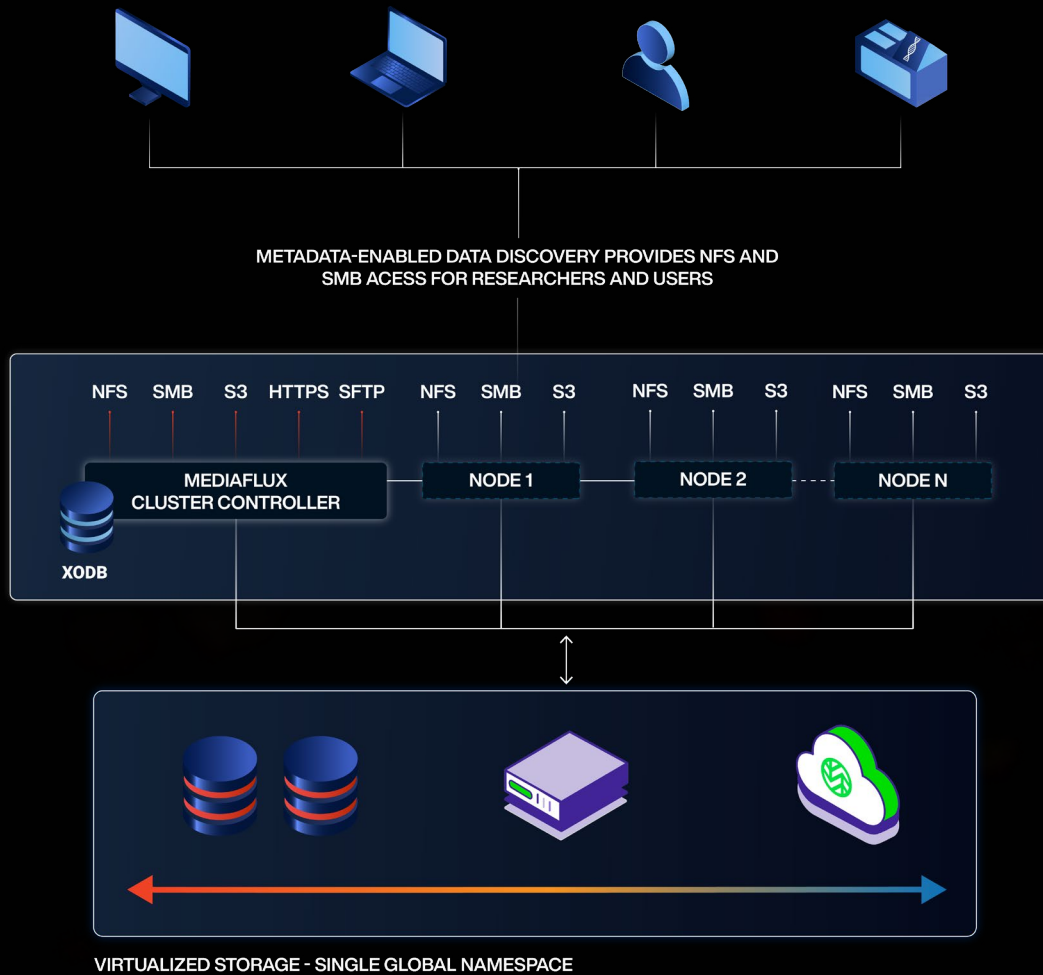 METADATA-ENABLED DATA DISCOVERY PROVIDES NFS AND
SMB ACESS FOR RESEARCHERS AND USERS
NFS SMB S3 HTTPS SFTP NFS SMB S3 NFS SMB S3 NFS SMB S3
MEDIAFLUX
CLUSTER CONTROLLER
NODE 1
NODE 2
NODE N
XODB
VIRTUALIZED STORAGE - SINGLE GLOBAL NAMESPACE